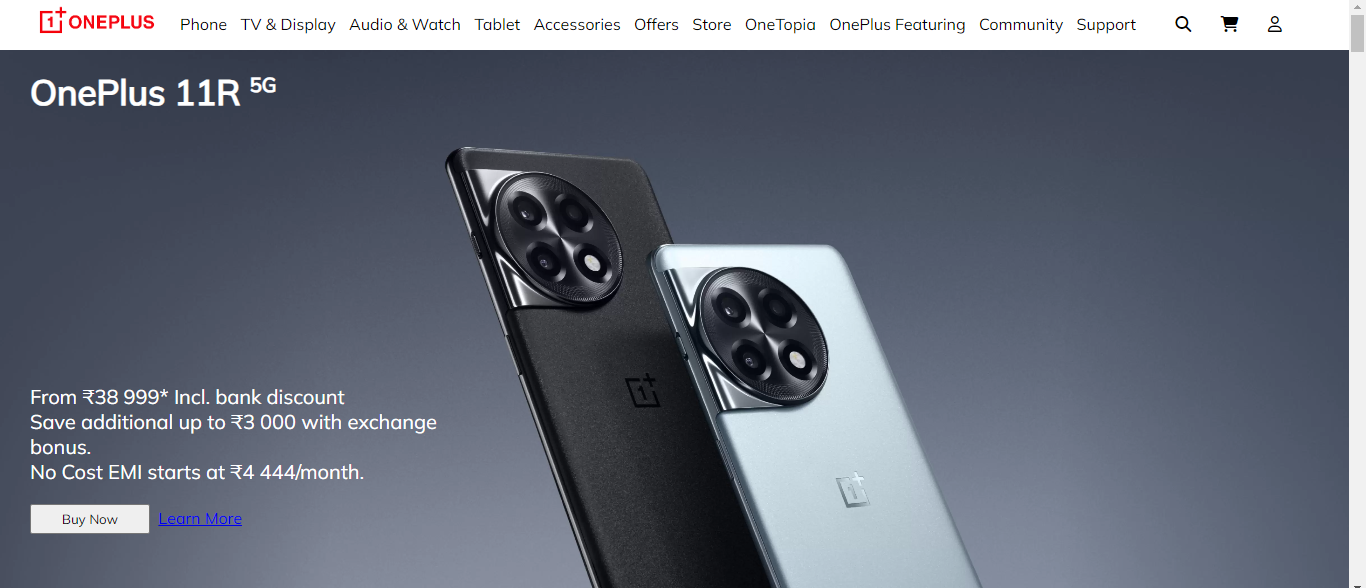 1+ ONEPLUS Phone TV & Display Audio & Watch Tablet Accessories Offers Store OneTopia OnePlus Featuring Community Support
OnePlus 11R 5G
From ₹38 999* Incl. bank discount
Save additional up to ₹3 000 with exchange
bonus.
No Cost EMI starts at ₹4 444/month.
Buy Now Learn More